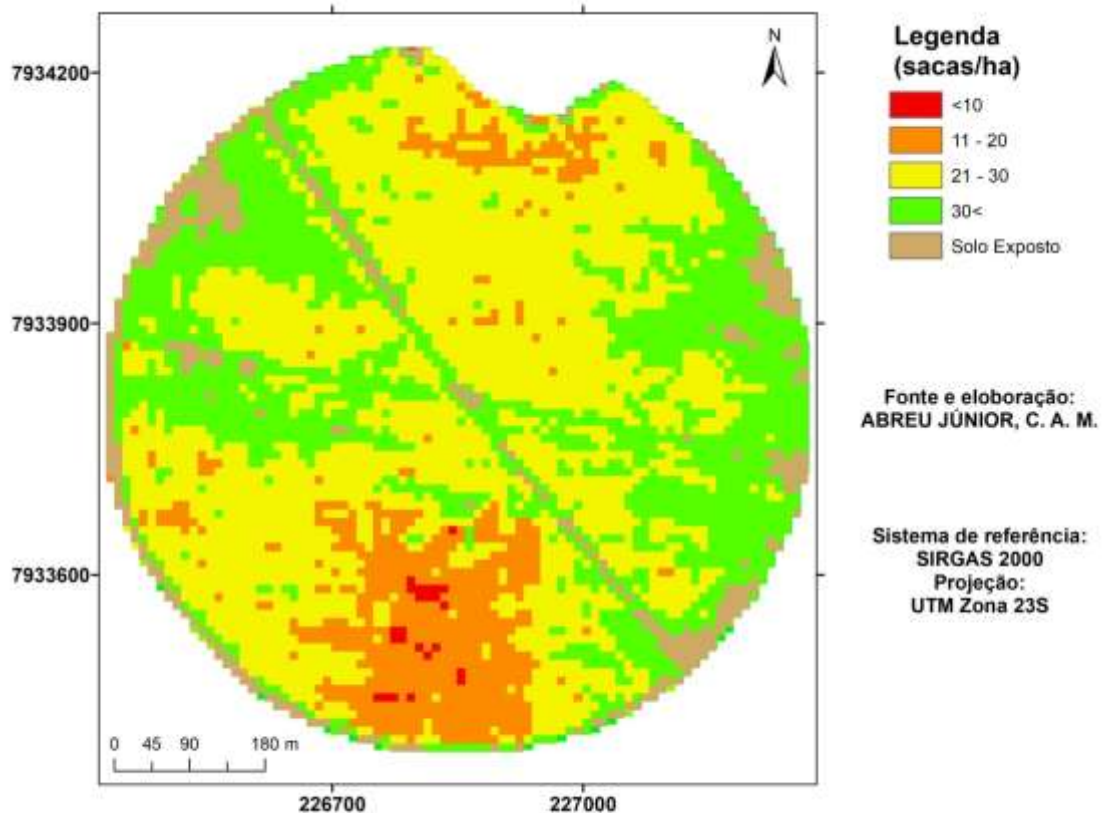 7934200
7933900
7933600
226700
227000
0 45 90 180 m
N
Legenda
(sacas/ha)
<10
11 - 20
21 - 30
30<
Solo Exposto
Fonte e eloboração:
ABREU JÚNIOR, C. A. M.
Sistema de referência:
SIRGAS 2000
Projeção:
UTM Zona 23S